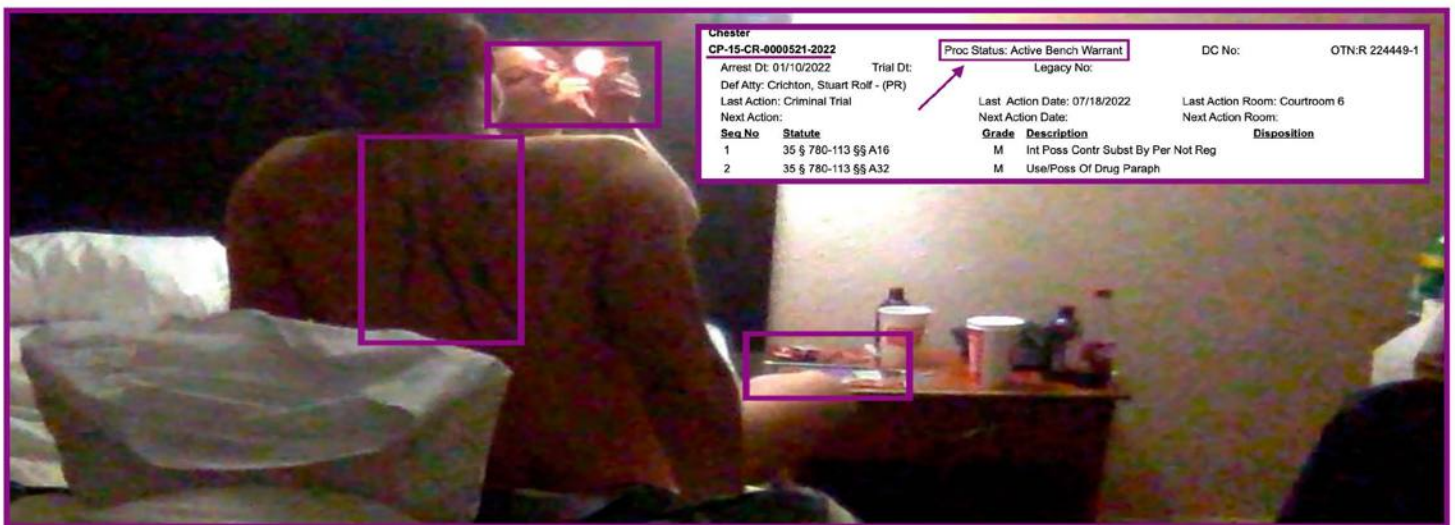 Chester
CP-15-CR-0000521-2022 Proc Status: Active Bench Warrant DC No: OTN:R 224449-1
Arrest Dt: 01/10/2022 Trial Dt: Legacy No:
Def Atty: Crichton, Stuart Rolf - (PR)
Last Action: Criminal Trial Last Action Date: 07/18/2022 Last Action Room: Courtroom 6
Next Action: Next Action Date: Next Action Room:
Seq No Statute Grade Description Disposition
1 35 § 780-113 §§ A16 M Int Poss Contr Subst By Per Not Reg
2 35 § 780-113 §§ A32 M Use/Poss Of Drug Paraph